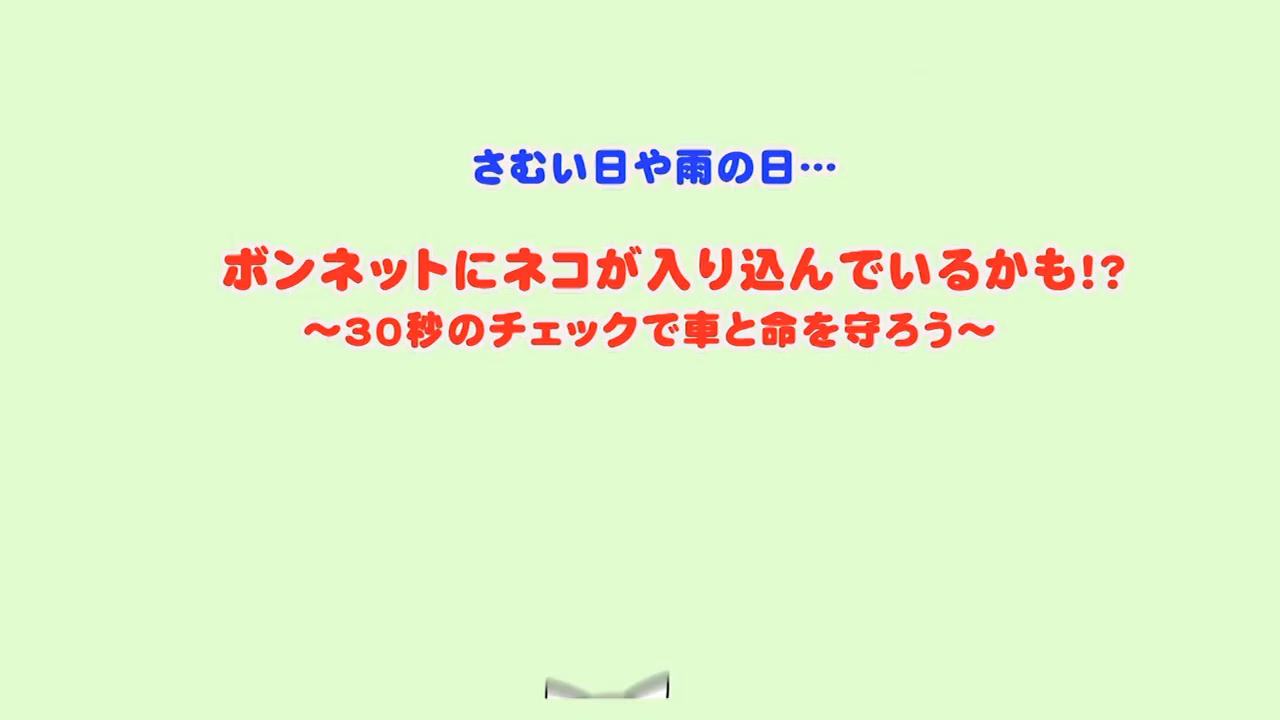 さむい日や雨の日…
ボンネットにネコが入り込んでいるかも!?
～30秒のチェックで車と命を守ろう～